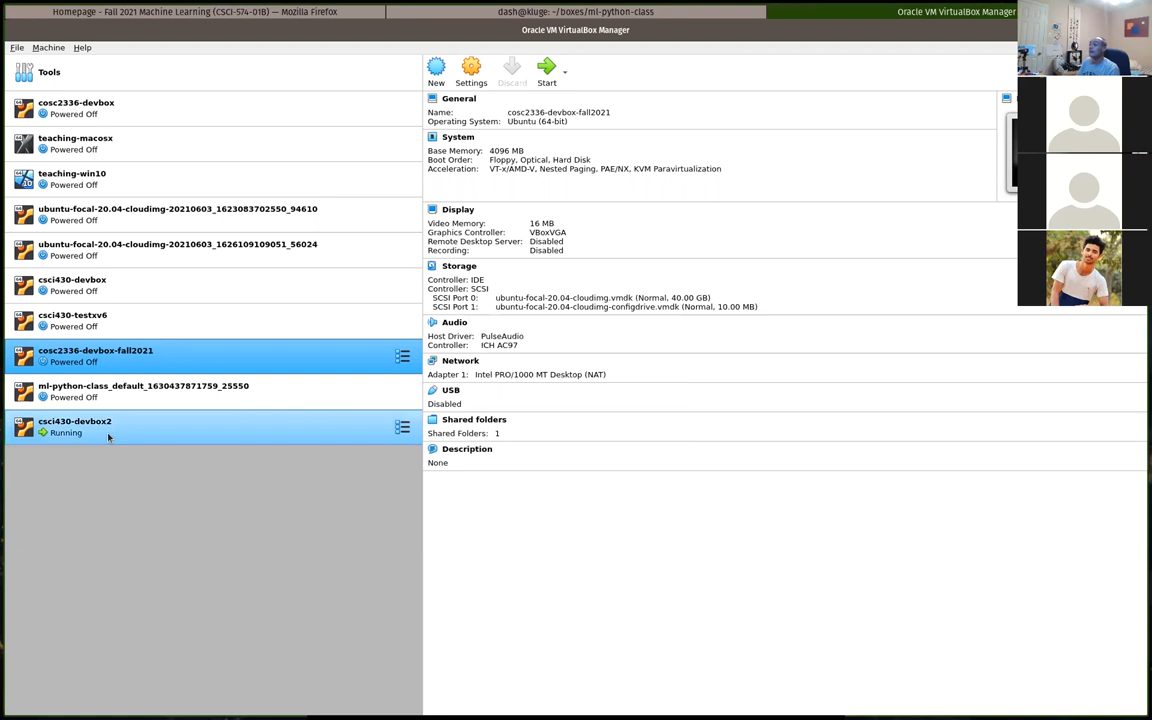 Homepage - Fall 2021 Machine Learning (CSCI-574-01B) — Mozilla Firefox
dash@kluge: ~/boxes/ml-python-class
Oracle VM VirtualBox Manager
Oracle VM VirtualBox Manager
File Machine Help
Tools
New Settings Discard Start
cosc2336-devbox
Powered Off
teaching-macosx
Powered Off
teaching-win10
Powered Off
ubuntu-focal-20.04-cloudimg-20210603_1623083702550_94610
Powered Off
ubuntu-focal-20.04-cloudimg-20210603_1626109109051_56024
Powered Off
csci430-devbox
Powered Off
csci430-testxv6
Powered Off
cosc2336-devbox-fall2021
Powered Off
ml-python-class_default_1630437871759_25550
Powered Off
csci430-devbox2
Running
General
Name: cosc2336-devbox-fall2021
Operating System: Ubuntu (64-bit)
System
Base Memory: 4096 MB
Boot Order: Floppy, Optical, Hard Disk
Acceleration: VT-x/AMD-V, Nested Paging, PAE/NX, KVM Paravirtualization
Display
Video Memory: 16 MB
Graphics Controller: VBoxVGA
Remote Desktop Server: Disabled
Recording: Disabled
Storage
Controller: IDE
Controller: SCSI
SCSI Port 0: ubuntu-focal-20.04-cloudimg.vmdk (Normal, 40.00 GB)
SCSI Port 1: ubuntu-focal-20.04-cloudimg-configdrive.vmdk (Normal, 10.00 MB)
Audio
Host Driver: PulseAudio
Controller: ICH AC97
Network
Adapter 1: Intel PRO/1000 MT Desktop (NAT)
USB
Disabled
Shared folders
Shared Folders: 1
Description
None